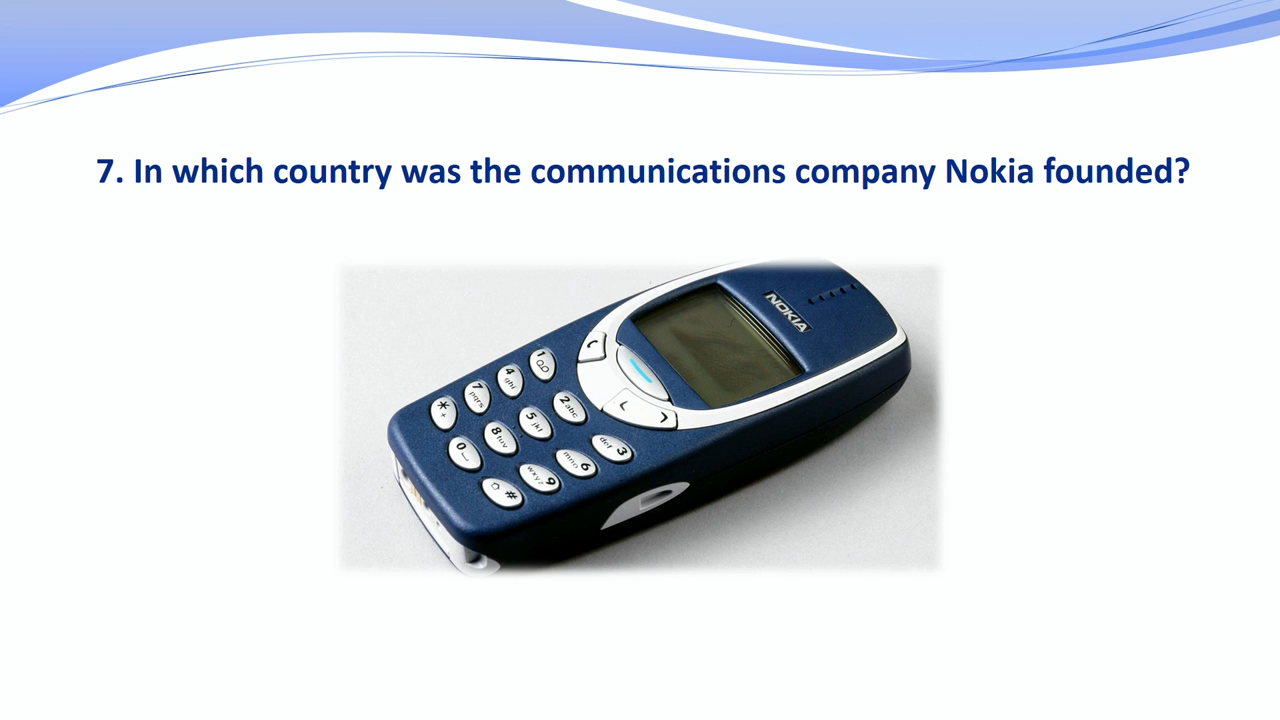 7. In which country was the communications company Nokia founded?
NOKIA
1
4 ghi
7 pqrs
* +
2 abc
5 jkl
8 tuv
0
def 3
mno 6
wxyz 9
#